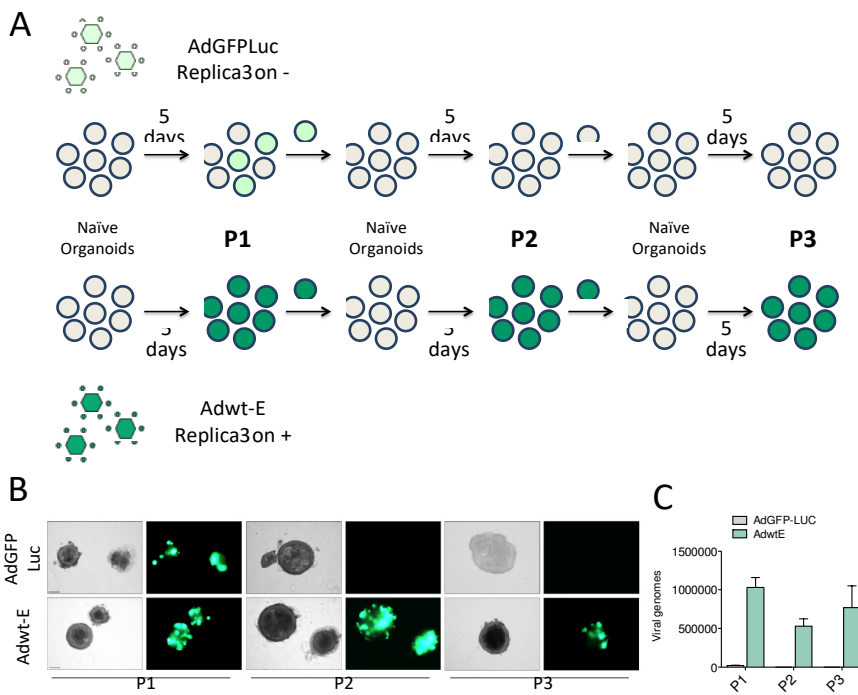 A
AdGFPLuc
Replica3on -
5
days
5
days
5
days
Naïve
Organoids
P1
Naïve
Organoids
P2
Naïve
Organoids
P3
5
days
5
days
5
days
Adwt-E
Replica3on +
B
AdGFP
Luc
Adwt-E
P1
P2
P3
C
AdGFP-LUC
AdwtE
Viral genomes
1500000
1000000
500000
0
P1
P2
P3